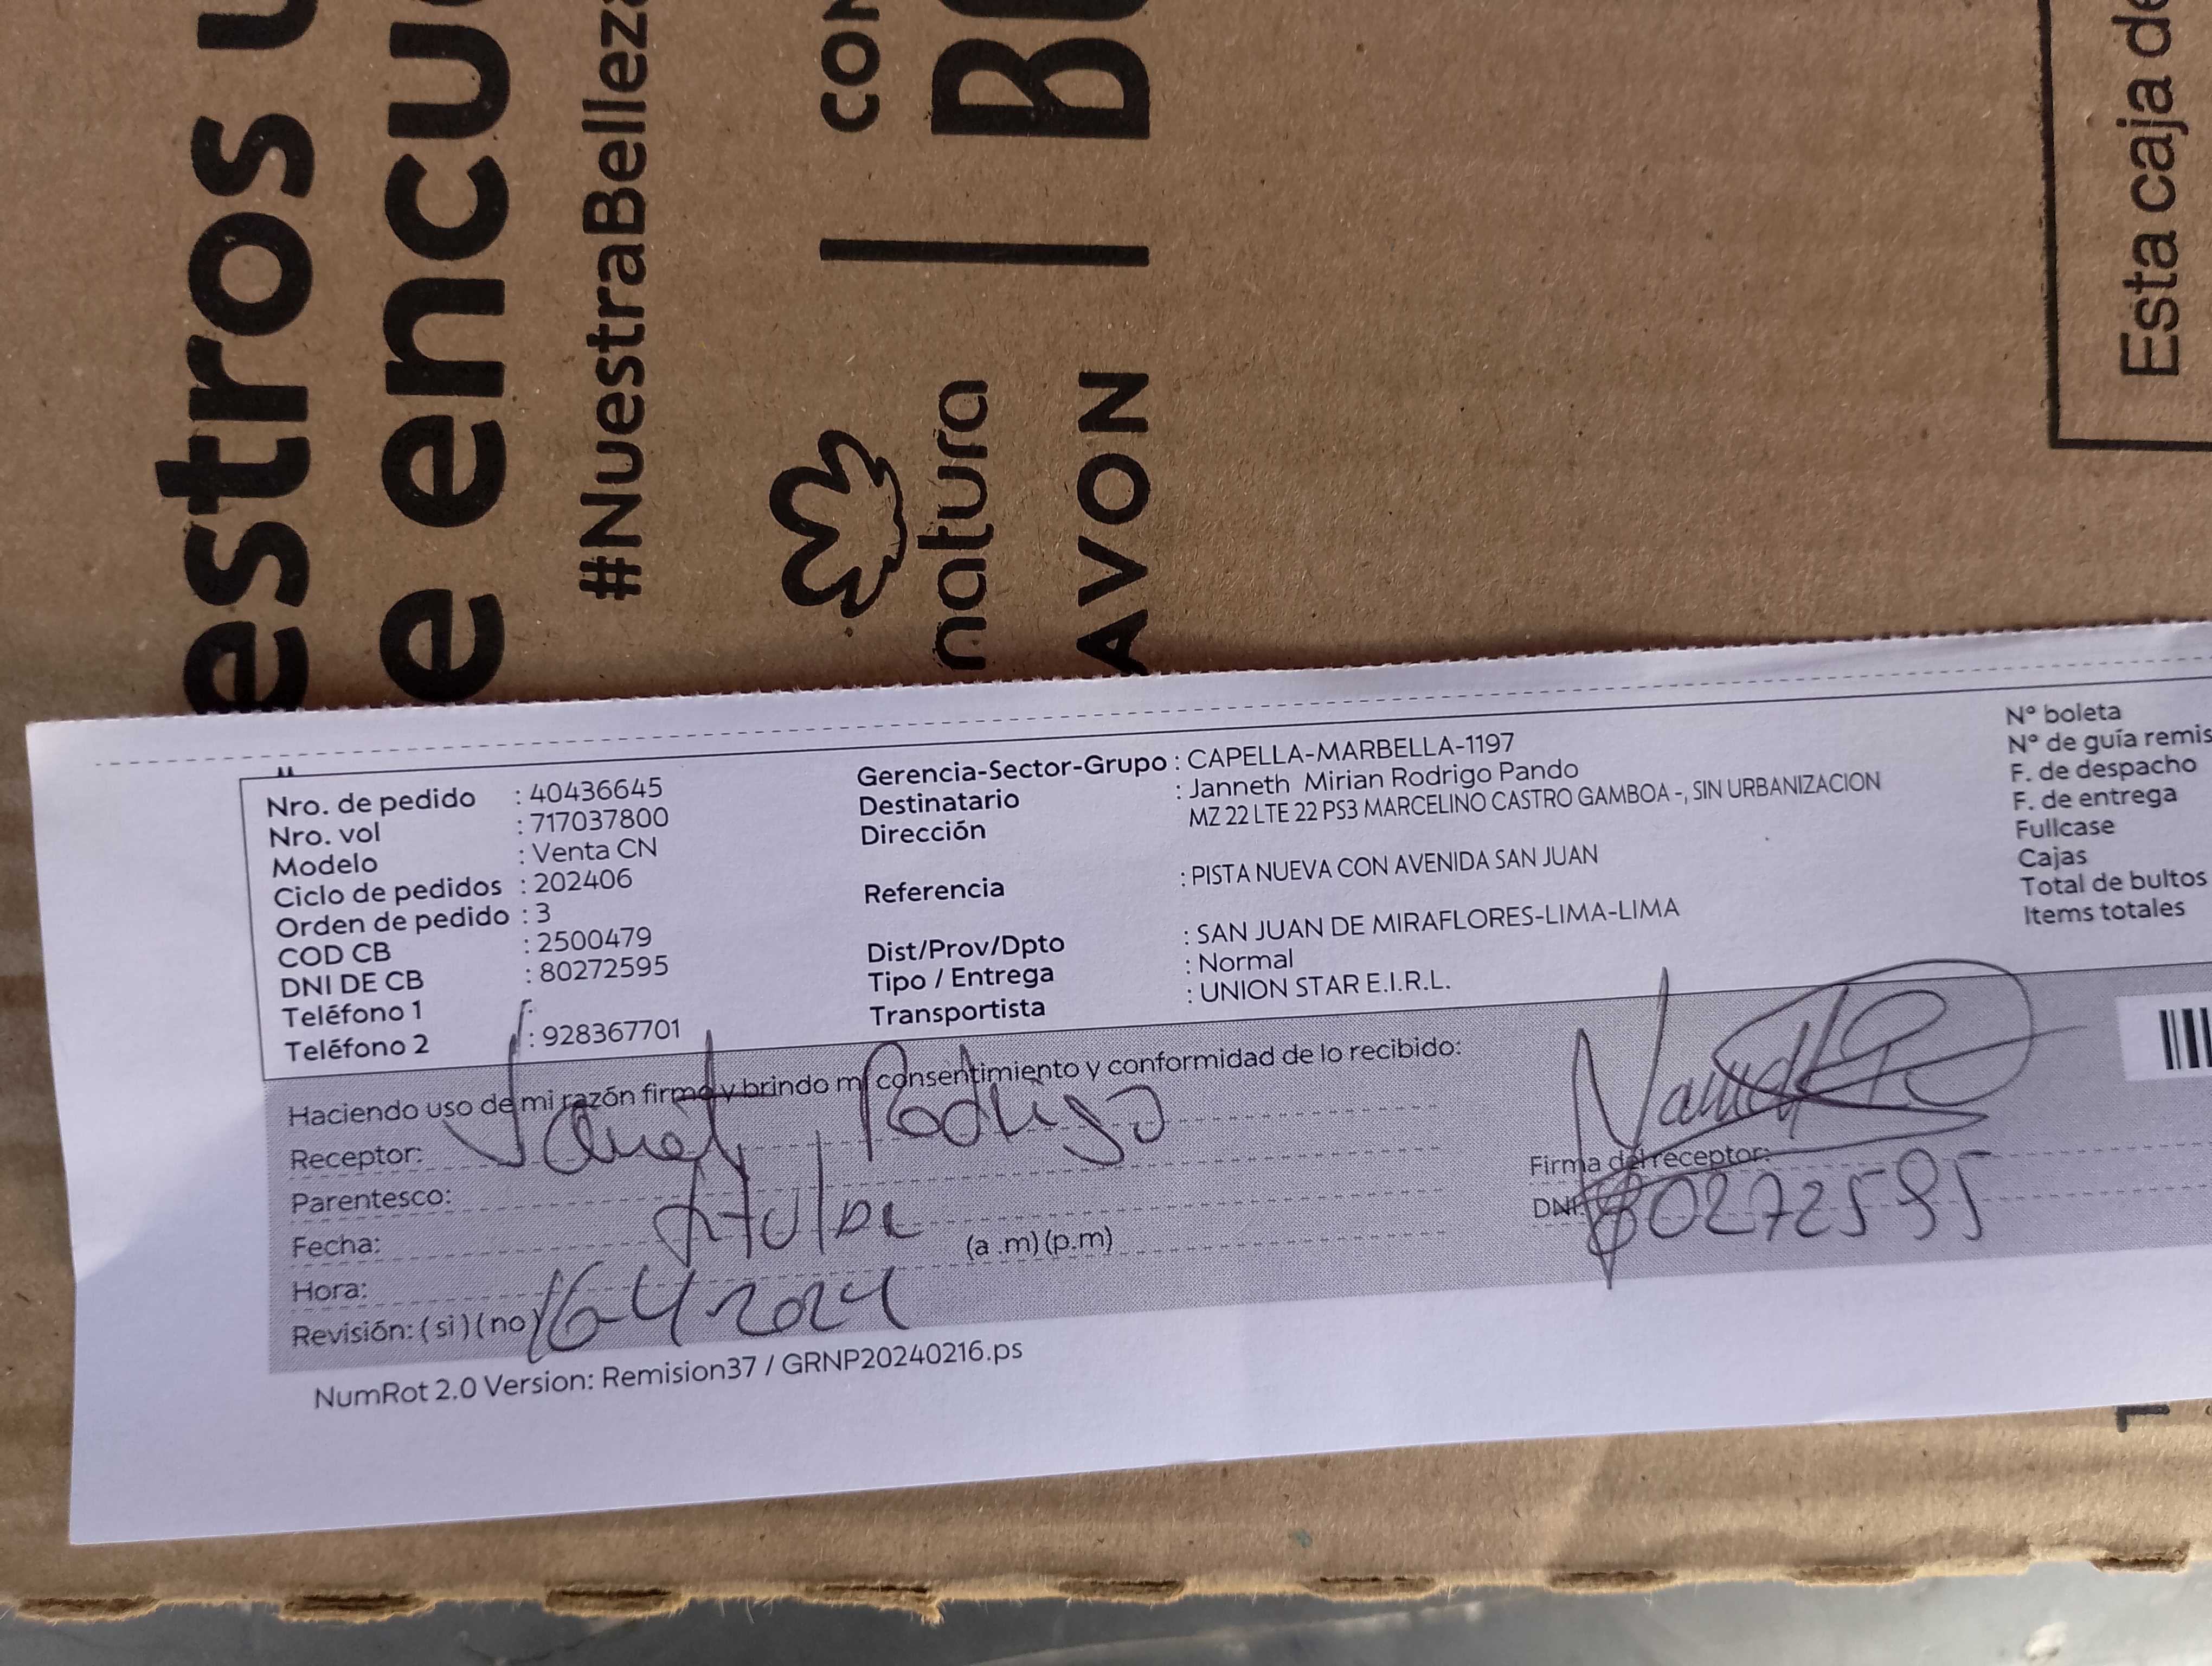 estros u
e encue
#NuestraBelleza
CON
| B
natura
AVON
Esta caja de
Nro. de pedido : 40436645
Nro. vol : 717037800
Modelo : Venta CN
Ciclo de pedidos : 202406
Orden de pedido : 3
COD CB : 2500479
DNI DE CB : 80272595
Teléfono 1 :
Teléfono 2 : 928367701
Gerencia-Sector-Grupo : CAPELLA-MARBELLA-1197
Destinatario : Janneth Mirian Rodrigo Pando
Dirección MZ 22 LTE 22 PS3 MARCELINO CASTRO GAMBOA -, SIN URBANIZACION
Referencia : PISTA NUEVA CON AVENIDA SAN JUAN
Dist/Prov/Dpto : SAN JUAN DE MIRAFLORES-LIMA-LIMA
Tipo / Entrega : Normal
Transportista : UNION STAR E.I.R.L.
N° boleta
N° de guía remis
F. de despacho
F. de entrega
Fullcase
Cajas
Total de bultos
Items totales
Haciendo uso de mi razón firmo y brindo mi consentimiento y conformidad de lo recibido:
Receptor: Janet Rodrigo
Parentesco:
Fecha: (a .m) (p.m)
Hora:
Revisión: ( si ) ( no ) 16-4-2024
Firma del receptor:
DNI: 80272595
NumRot 2.0 Version: Remision37 / GRNP20240216.ps